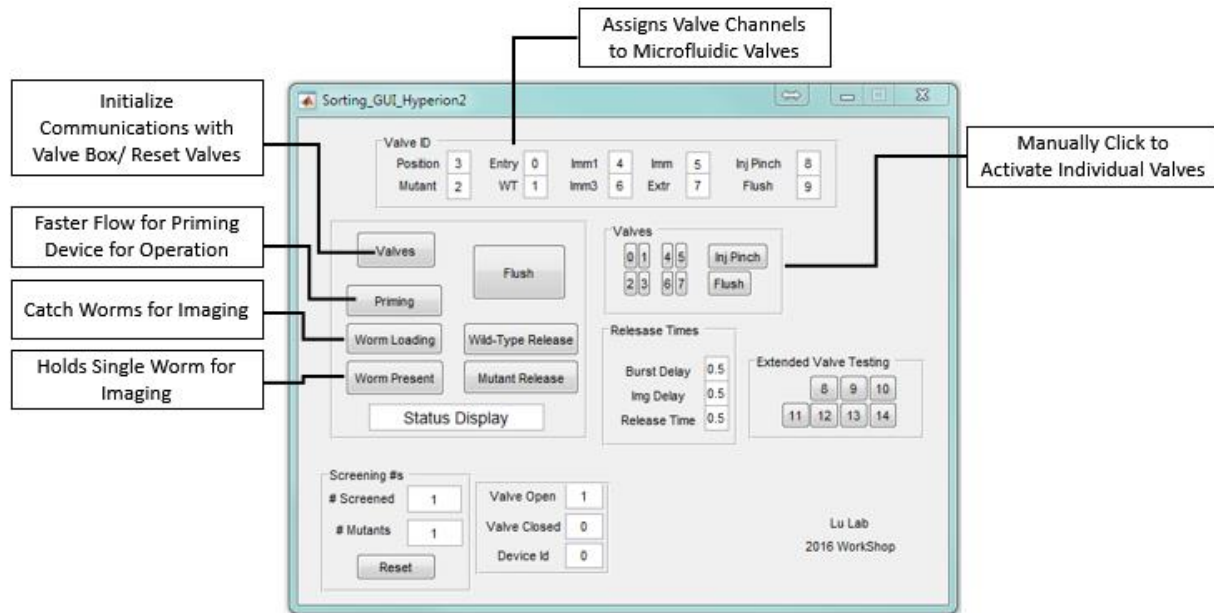 Assigns Valve Channels
to Microfluidic Valves
Initialize
Communications with
Valve Box/ Reset Valves
Faster Flow for Priming
Device for Operation
Catch Worms for Imaging
Holds Single Worm for
Imaging
Manually Click to
Activate Individual Valves
Sorting_GUI_Hyperion2
Valve ID
Position 3 Entry 0 Imm1 4 Imm 5 Inj Pinch 8
Mutant 2 WT 1 Imm3 6 Extr 7 Flush 9
Valves
Flush
Priming
Worm Loading Wild-Type Release
Worm Present Mutant Release
Status Display
Valves
0 1 4 5 Inj Pinch
2 3 6 7 Flush
Relesase Times
Burst Delay 0.5
Img Delay 0.5
Release Time 0.5
Extended Valve Testing
8 9 10
11 12 13 14
Screening #s
# Screened 1
# Mutants 1
Reset
Valve Open 1
Valve Closed 0
Device Id 0
Lu Lab
2016 WorkShop